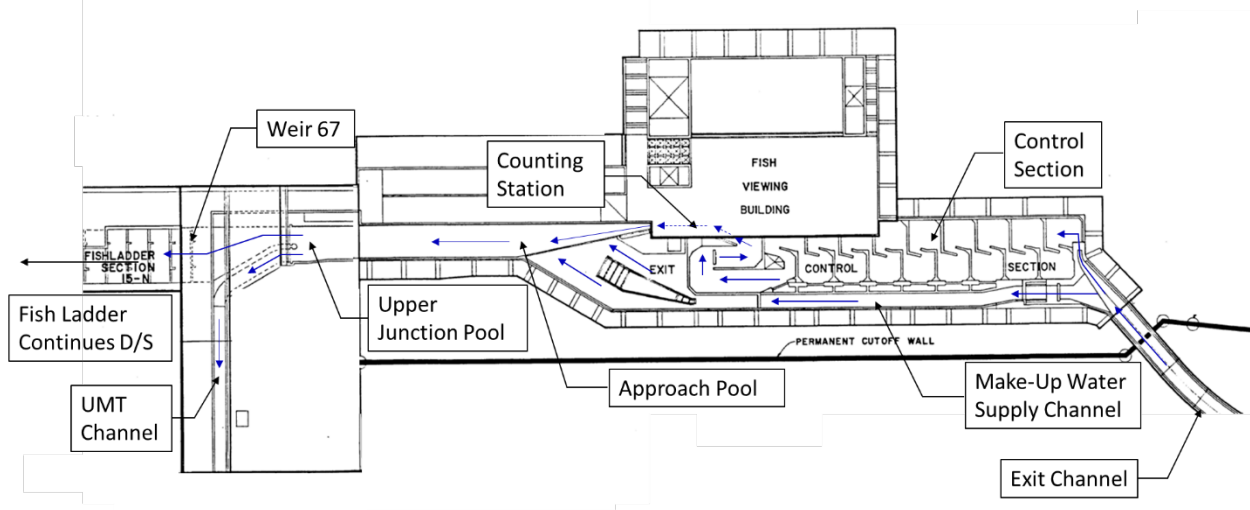 Weir 67
Counting
Station
FISH
VIEWING
BUILDING
Control
Section
FISHLADDER
SECTION
15-N
EXIT
CONTROL
SECTION
Fish Ladder
Continues D/S
Upper
Junction Pool
PERMANENT CUTOFF WALL
UMT
Channel
Approach Pool
Make-Up Water
Supply Channel
Exit Channel